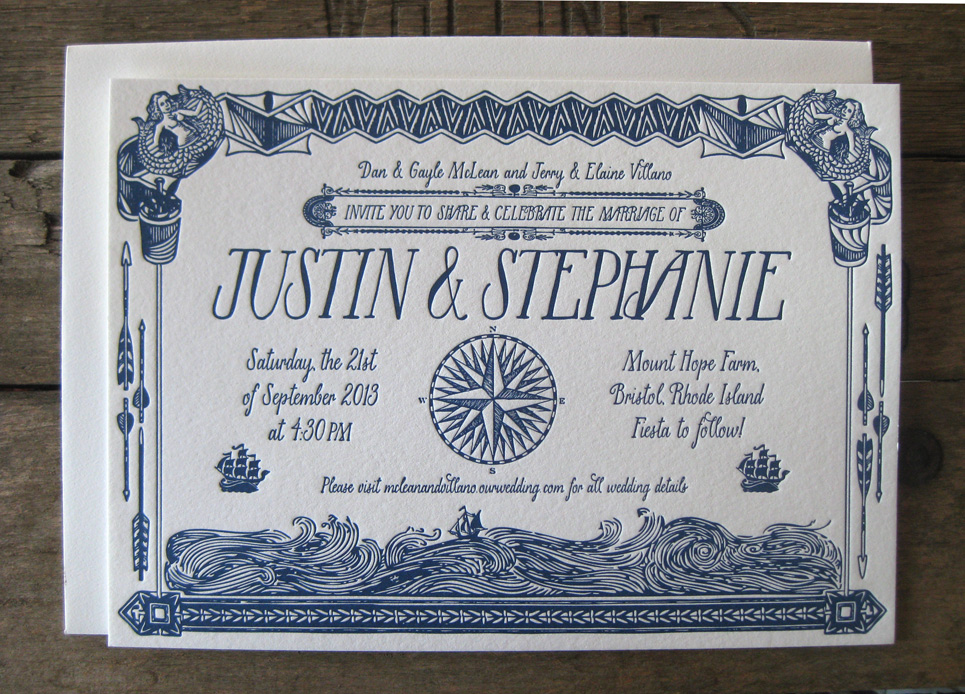 Dan & Gayle McLean and Jerry & Elaine Villano
INVITE YOU TO SHARE & CELEBRATE THE MARRIAGE OF
JUSTIN & STEPHANIE
Saturday, the 21st
of September 2013
at 4:30 PM
N
W
E
S
Mount Hope Farm,
Bristol, Rhode Island
Fiesta to follow!
Please visit mcleanandvillano.ourwedding.com for all wedding details